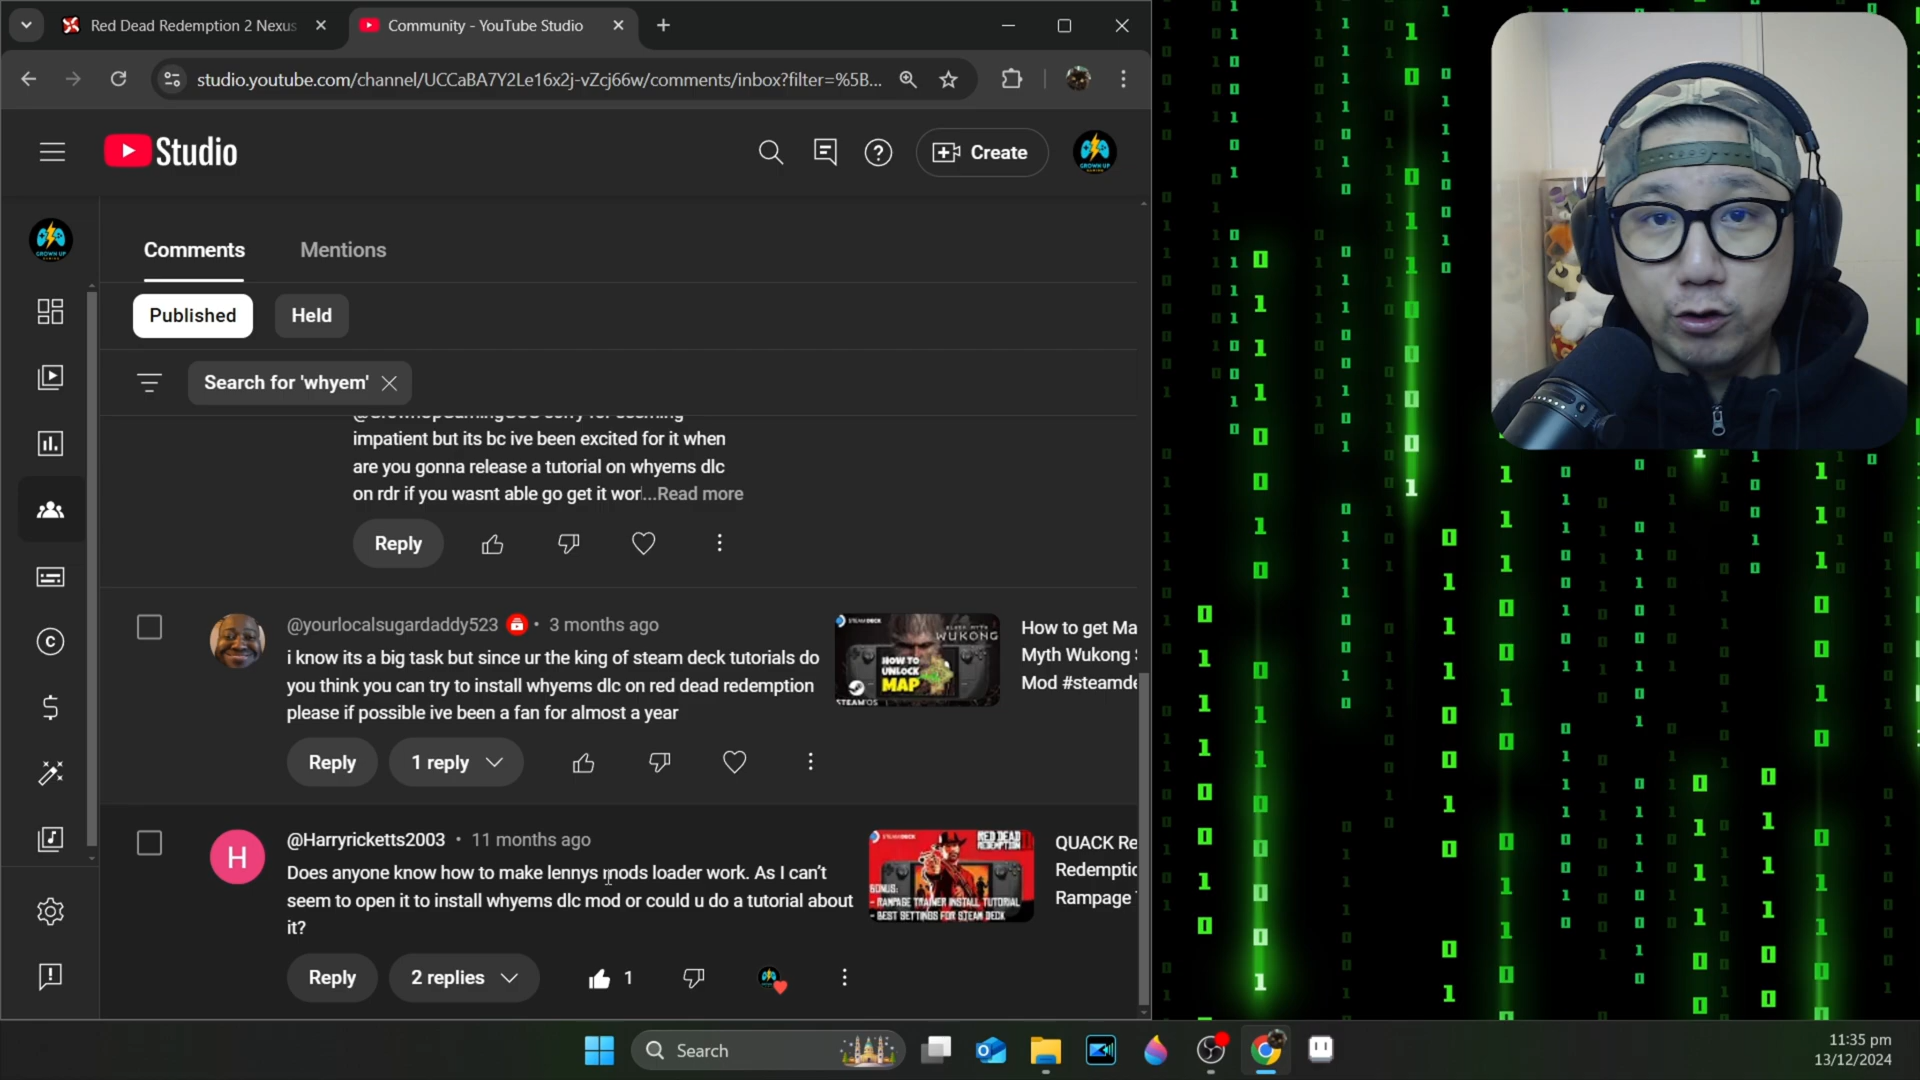 Red Dead Redemption 2 Nexus
Community - YouTube Studio
studio.youtube.com/channel/UCCaBA7Y2Le16x2j-vZcj66w/comments/inbox?filter=%5B...
Studio
Create
GROWN UP
GAMING
Comments
Mentions
Published
Held
Search for 'whyem'
impatient but its bc ive been excited for it when
are you gonna release a tutorial on whyems dlc
on rdr if you wasnt able go get it wor...Read more
Reply
@yourlocalsugardaddy523 • 3 months ago
i know its a big task but since ur the king of steam deck tutorials do
you think you can try to install whyems dlc on red dead redemption
please if possible ive been a fan for almost a year
STEAM DECK
WUKONG
HOW TO
UNLOCK
MAP
STEAMOS
How to get Ma
Myth Wukong
Mod #steamde
Reply
1 reply
H
@Harryricketts2003 • 11 months ago
Does anyone know how to make lennys mods loader work. As I can't
seem to open it to install whyems dlc mod or could u do a tutorial about
it?
STEAM DECK
RED DEAD
REDEMPTION
BONUS:
- RAMPAGE TRAINER INSTALL TUTORIAL
- BEST SETTINGS FOR STEAM DECK
QUACK Re
Redemptic
Rampage
Reply
2 replies
1
Search
11:35 pm
13/12/2024